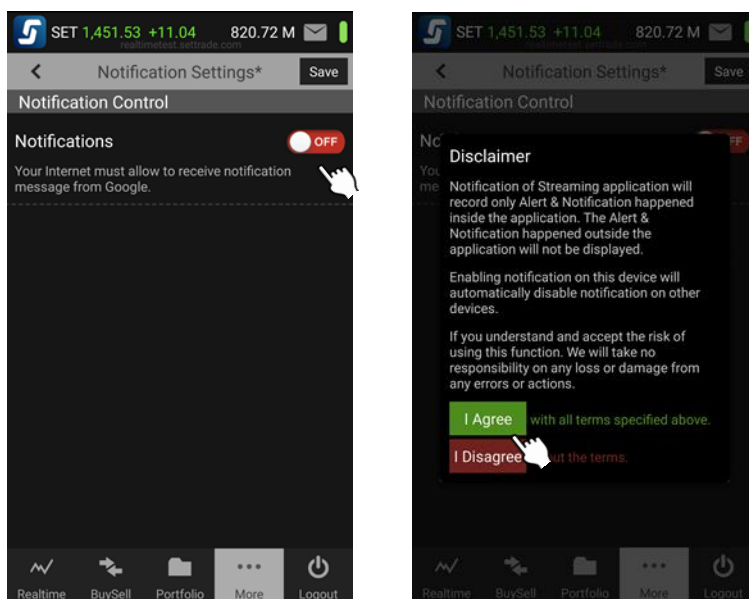 SET 1,451.53 +11.04 820.72 M
realtimetest.settrade.com
Notification Settings*
Save
Notification Control
Notifications
OFF
Your Internet must allow to receive notification
message from Google.
Realtime BuySell Portfolio More Logout
SET 1,451.53 +11.04 820.72 M
realtimetest.settrade.com
Notification Settings*
Save
Notification Control
Disclaimer
Notification of Streaming application will
record only Alert & Notification happened
inside the application. The Alert &
Notification happened outside the
application will not be displayed.
Enabling notification on this device will
automatically disable notification on other
devices.
If you understand and accept the risk of
using this function. We will take no
responsibility on any loss or damage from
any errors or actions.
I Agree with all terms specified above.
I Disagree the terms.
Realtime BuySell Portfolio More Logout